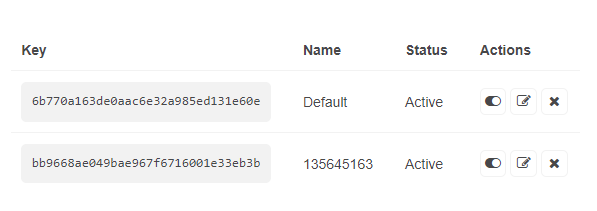 Key Name Status Actions
6b770a163de0aac6e32a985ed131e60e Default Active
bb9668ae049bae967f6716001e33eb3b 135645163 Active